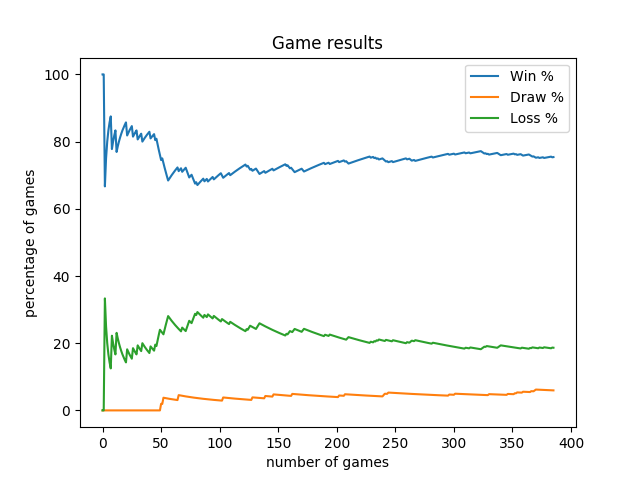 Game results
Win %
Draw %
Loss %
percentage of games
100
80
60
40
20
0
0 50 100 150 200 250 300 350 400
number of games